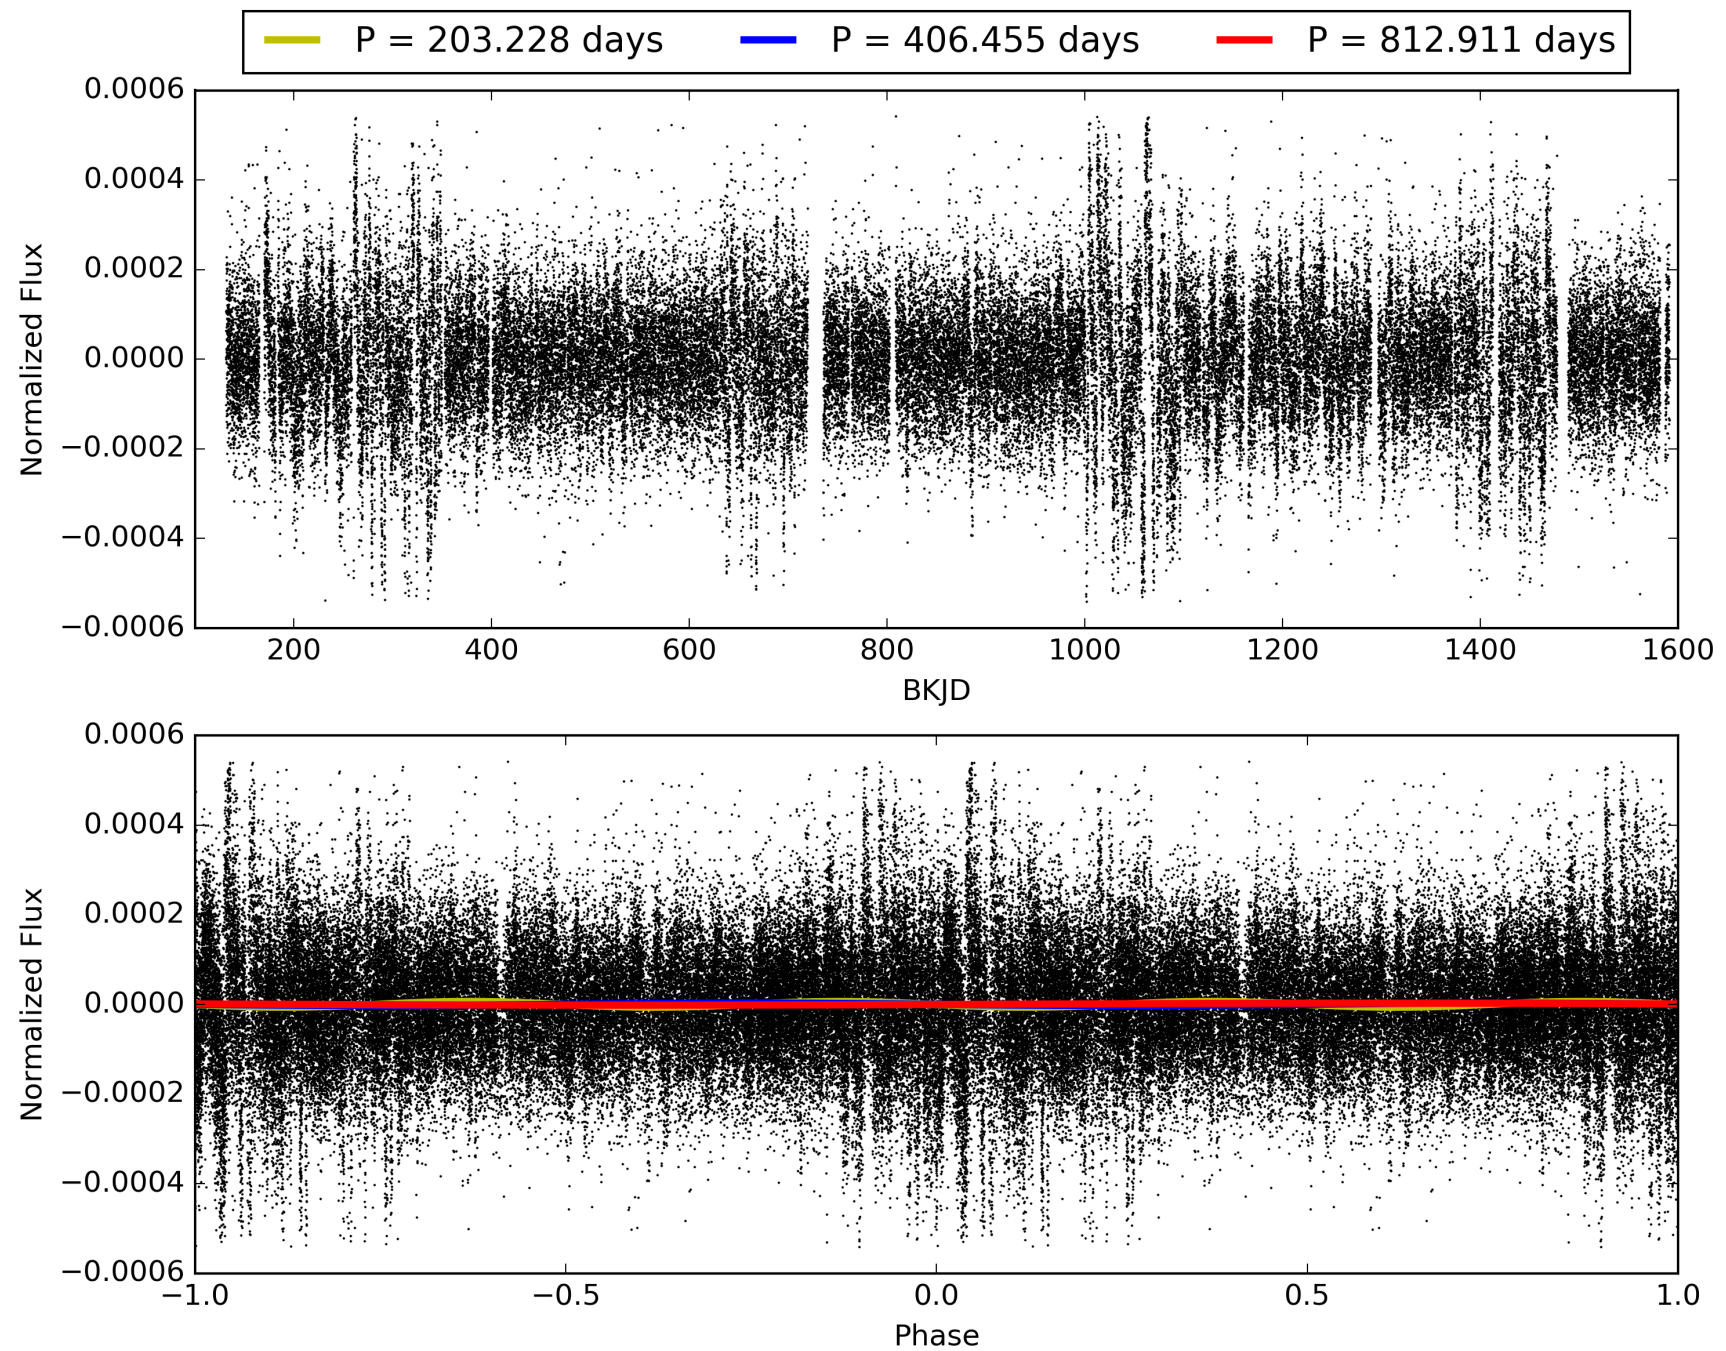 P = 203.228 days P = 406.455 days P = 812.911 days
0.0006
0.0004
0.0002
0.0000
−0.0002
−0.0004
−0.0006
Normalized Flux
200 400 600 800 1000 1200 1400 1600
BKJD
0.0006
0.0004
0.0002
0.0000
−0.0002
−0.0004
−0.0006
Normalized Flux
−1.0 −0.5 0.0 0.5 1.0
Phase